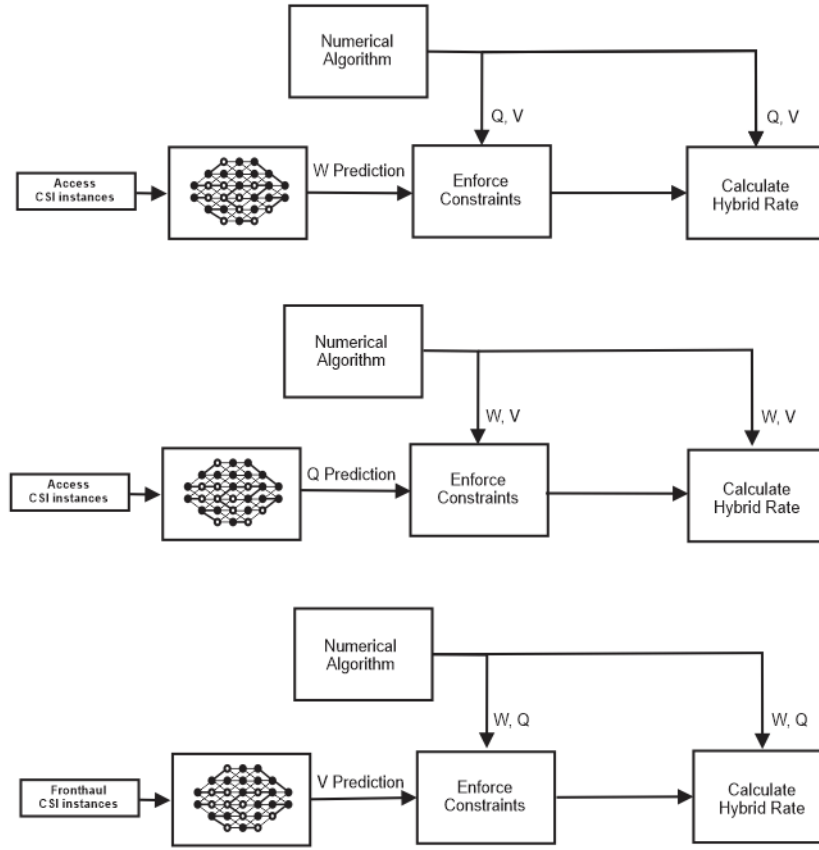 Numerical
Algorithm
Q, V
Q, V
Access
CSI instances
W Prediction
Enforce
Constraints
Calculate
Hybrid Rate
Numerical
Algorithm
W, V
W, V
Access
CSI instances
Q Prediction
Enforce
Constraints
Calculate
Hybrid Rate
Numerical
Algorithm
W, Q
W, Q
Fronthaul
CSI instances
V Prediction
Enforce
Constraints
Calculate
Hybrid Rate